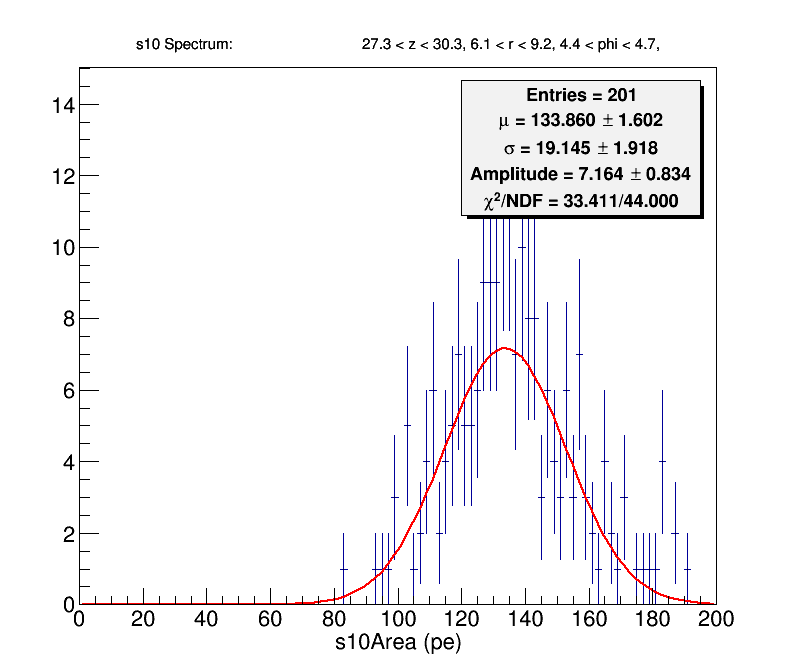 s10 Spectrum: 27.3 < z < 30.3, 6.1 < r < 9.2, 4.4 < phi < 4.7,
Entries = 201
μ = 133.860 ± 1.602
σ = 19.145 ± 1.918
Amplitude = 7.164 ± 0.834
χ²/NDF = 33.411/44.000
14
12
10
8
6
4
2
0
0 20 40 60 80 100 120 140 160 180 200
s10Area (pe)